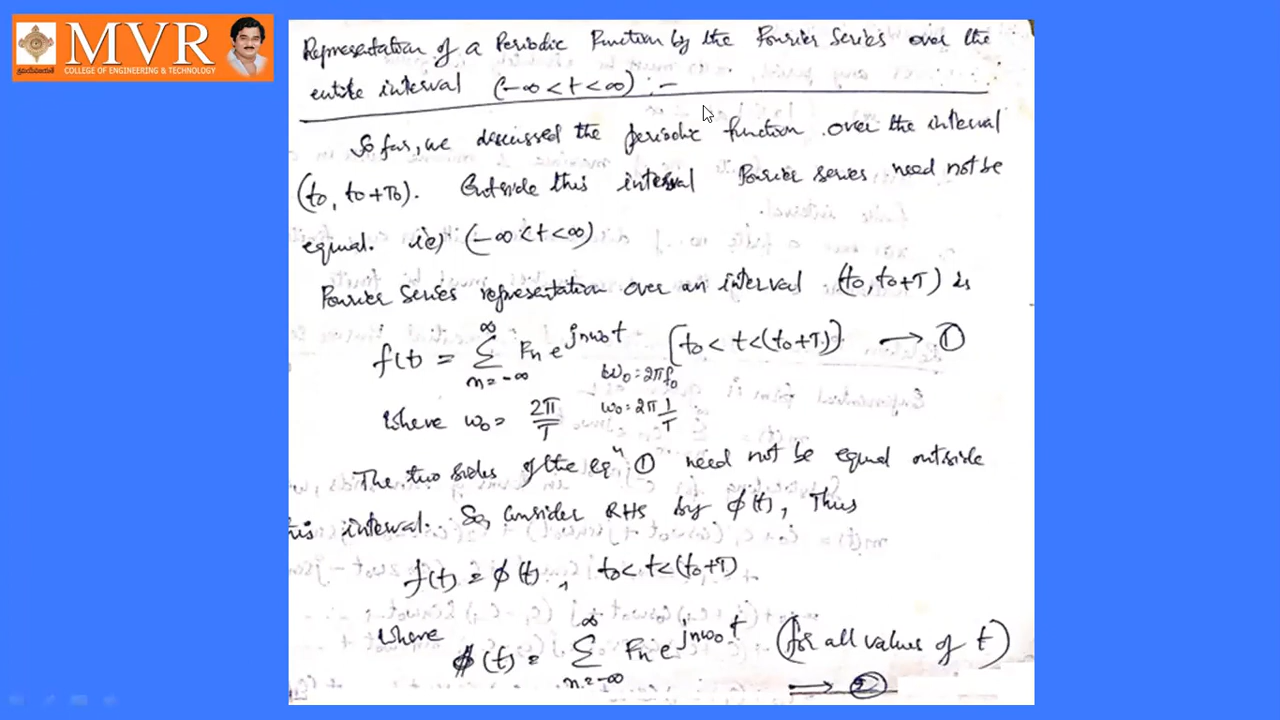 MVR
COLLEGE OF ENGINEERING & TECHNOLOGY
Representation of a Periodic Function by the Fourier Series over the
entire interval (-∞ < t < ∞) :-
So far, we discussed the periodic function over the interval
(t0, t0+T0). Outside this interval Fourier series need not be
equal. ie) (-∞ < t < ∞)
Fourier Series representation over an interval (t0, t0+T) is
f(t) = ∞ Σ n=-∞ Fn e^jnω0t [t0 < t < (t0+T)] → ①
ω0 = 2πf0
Where ω0 = 2π/T ω0 = 2π 1/T
The two sides of the eqn ① need not be equal outside
this interval. So, consider RHS by φ(t), Thus
f(t) = φ(t), t0 < t < (t0+T)
Where
φ(t) = ∞ Σ n=-∞ Fn e^jnω0t (for all values of t)
→ ②